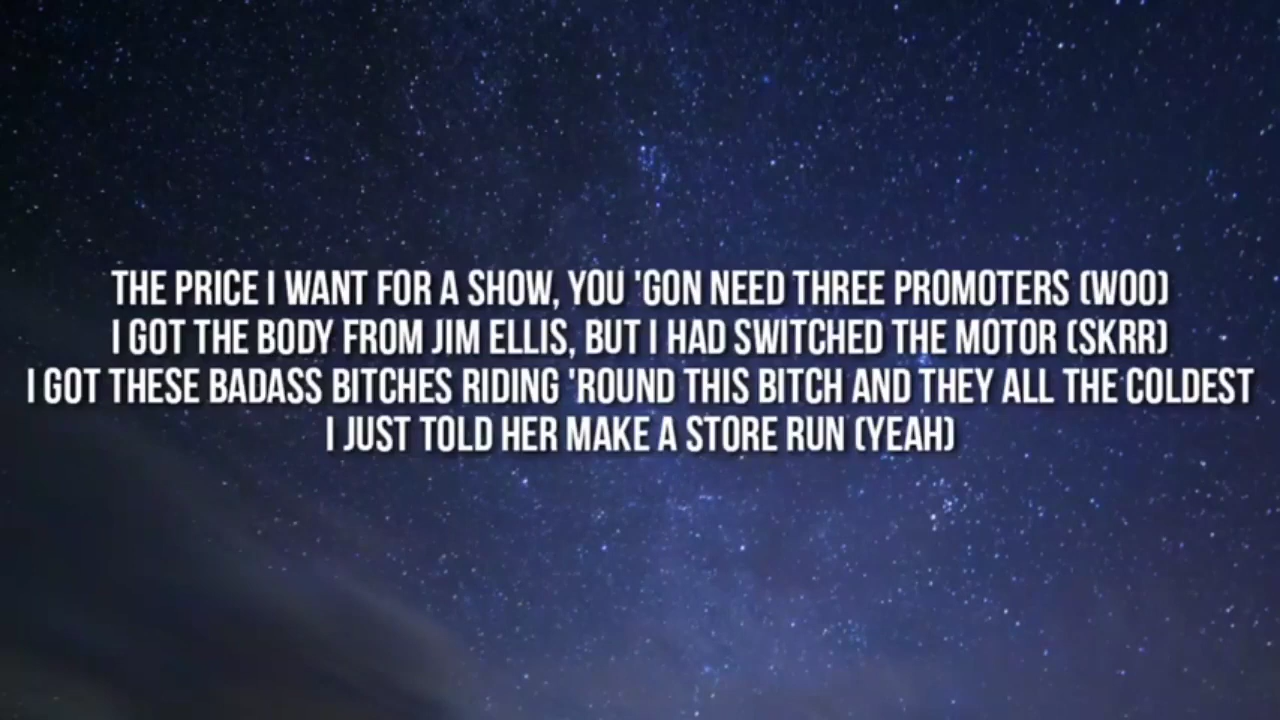 THE PRICE I WANT FOR A SHOW, YOU 'GON NEED THREE PROMOTERS (WOO)
I GOT THE BODY FROM JIM ELLIS, BUT I HAD SWITCHED THE MOTOR (SKRR)
I GOT THESE BADASS BITCHES RIDING 'ROUND THIS BITCH AND THEY ALL THE COLDEST
I JUST TOLD HER MAKE A STORE RUN (YEAH)